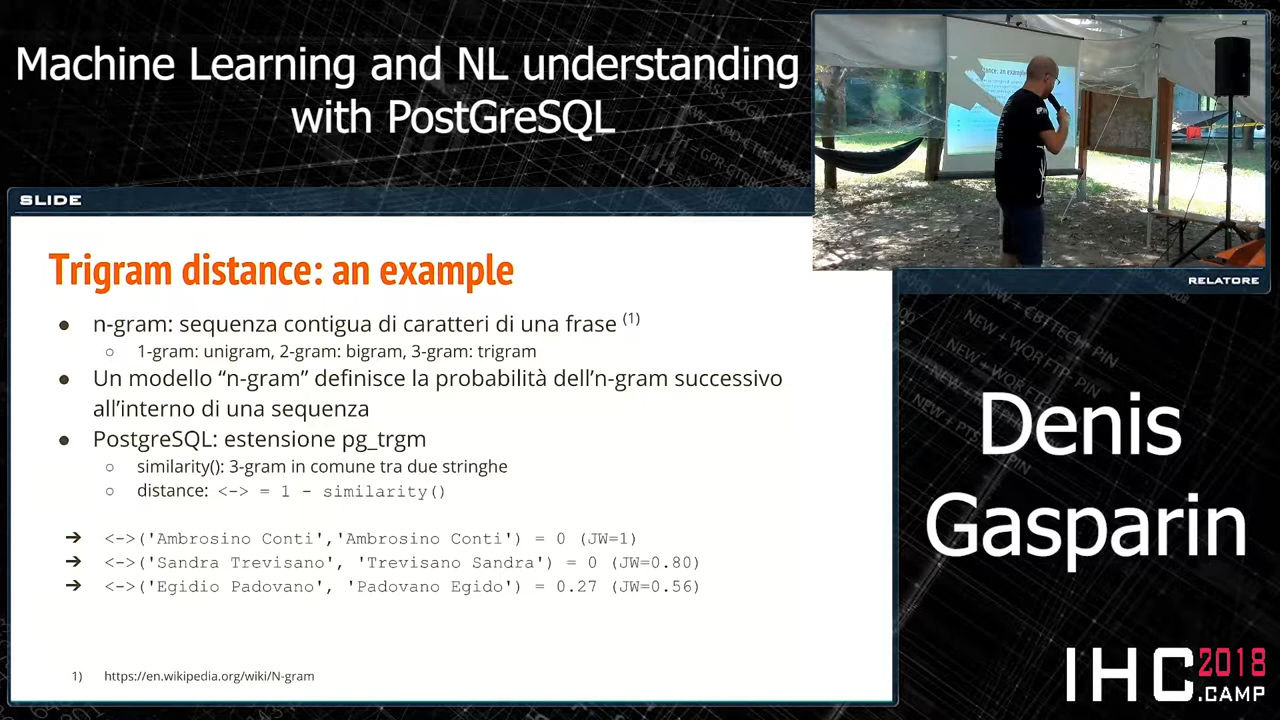 Machine Learning and NL understanding
with PostGreSQL
SLIDE
Trigram distance: an example
● n-gram: sequenza contigua di caratteri di una frase (1)
○ 1-gram: unigram, 2-gram: bigram, 3-gram: trigram
● Un modello “n-gram” definisce la probabilità dell’n-gram successivo
all’interno di una sequenza
● PostgreSQL: estensione pg_trgm
○ similarity(): 3-gram in comune tra due stringhe
○ distance: <-> = 1 - similarity()
➔ <->('Ambrosino Conti','Ambrosino Conti') = 0 (JW=1)
➔ <->('Sandra Trevisano', 'Trevisano Sandra') = 0 (JW=0.80)
➔ <->('Egidio Padovano', 'Padovano Egido') = 0.27 (JW=0.56)
1) https://en.wikipedia.org/wiki/N-gram
RELATORE
Denis
Gasparin
IHC 2018
.CAMP